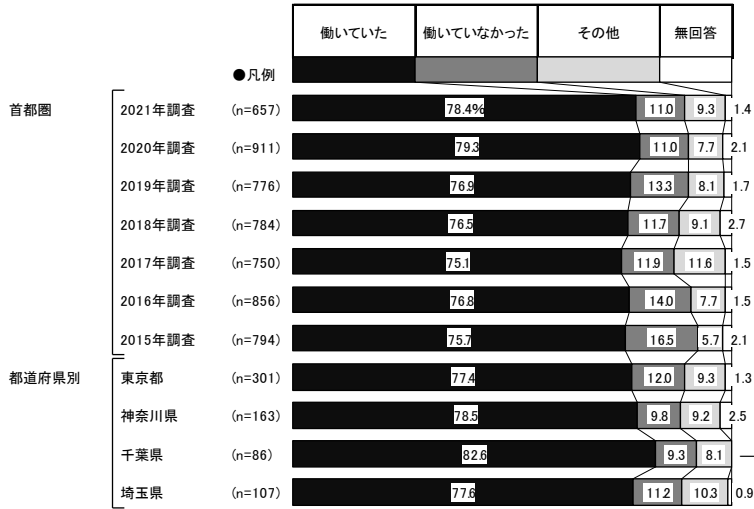 働いていた 働いていなかった その他 無回答
●凡例
首都圏 2021年調査 (n=657) 78.4% 11.0 9.3 1.4
2020年調査 (n=911) 79.3 11.0 7.7 2.1
2019年調査 (n=776) 76.9 13.3 8.1 1.7
2018年調査 (n=784) 76.5 11.7 9.1 2.7
2017年調査 (n=750) 75.1 11.9 11.6 1.5
2016年調査 (n=856) 76.8 14.0 7.7 1.5
2015年調査 (n=794) 75.7 16.5 5.7 2.1
都道府県別 東京都 (n=301) 77.4 12.0 9.3 1.3
神奈川県 (n=163) 78.5 9.8 9.2 2.5
千葉県 (n=86) 82.6 9.3 8.1 —
埼玉県 (n=107) 77.6 11.2 10.3 0.9